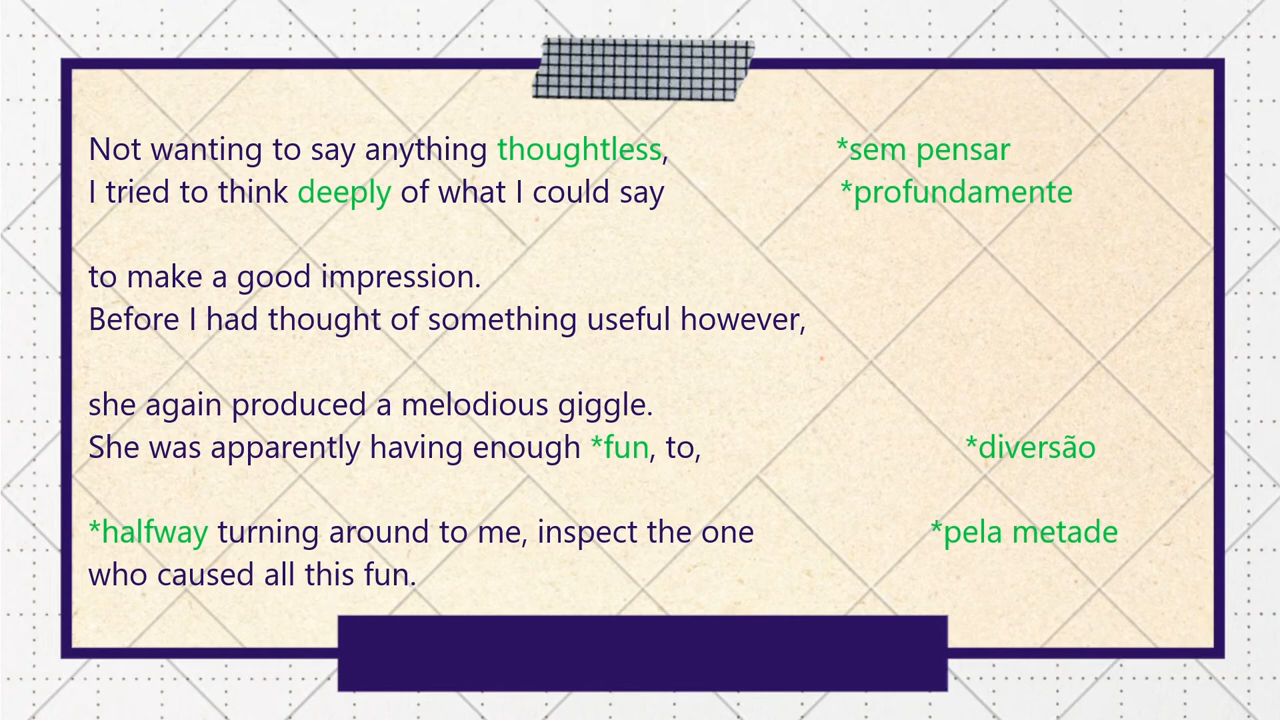 Not wanting to say anything thoughtless, *sem pensar
I tried to think deeply of what I could say *profundamente
to make a good impression.
Before I had thought of something useful however,
she again produced a melodious giggle.
She was apparently having enough *fun, to, *diversão
*halfway turning around to me, inspect the one *pela metade
who caused all this fun.